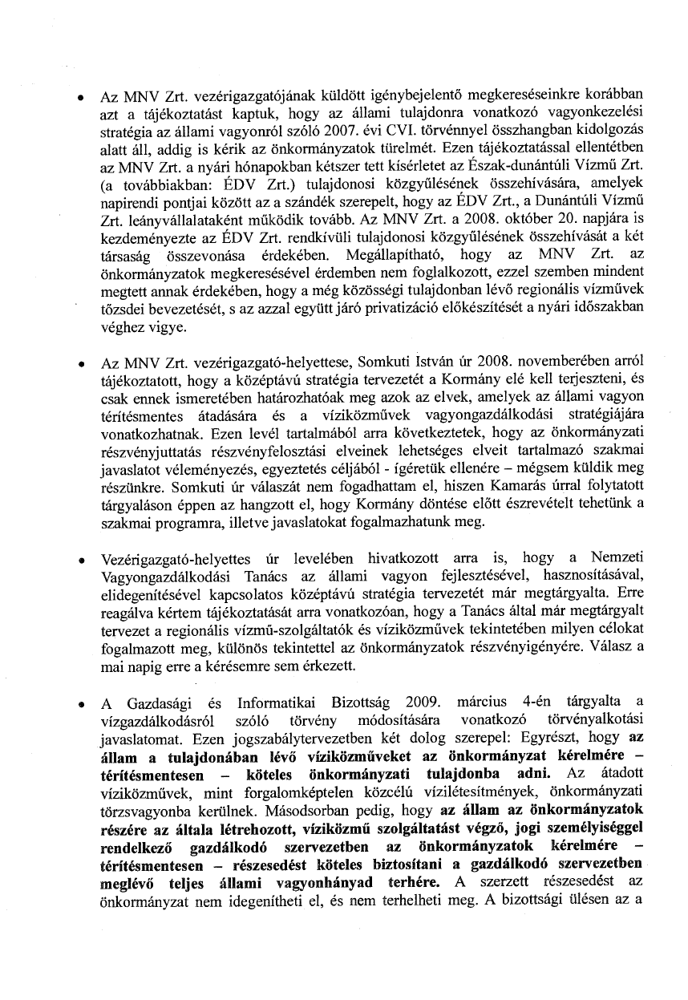 • Az MNV Zrt. vezérigazgatójának küldött igénybejelentő megkereséseinkre korábban
azt a tájékoztatást kaptuk, hogy az állami tulajdonra vonatkozó vagyonkezelési
stratégia az állami vagyonról szóló 2007. évi CVI. törvénnyel összhangban kidolgozás
alatt áll, addig is kérik az önkormányzatok türelmét. Ezen tájékoztatással ellentétben
az MNV Zrt. a nyári hónapokban kétszer tett kísérletet az Észak-dunántúli Vízmű Zrt.
(a továbbiakban: ÉDV Zrt.) tulajdonosi közgyűlésének összehívására, amelyek
napirendi pontjai között az a szándék szerepelt, hogy az ÉDV Zrt., a Dunántúli Vízmű
Zrt. leányvállalataként működik tovább. Az MNV Zrt. a 2008. október 20. napjára is
kezdeményezte az ÉDV Zrt. rendkívüli tulajdonosi közgyűlésének összehívását a két
társaság összevonása érdekében. Megállapítható, hogy az MNV Zrt. az
önkormányzatok megkeresésével érdemben nem foglalkozott, ezzel szemben mindent
megtett annak érdekében, hogy a még közösségi tulajdonban lévő regionális vízművek
tőzsdei bevezetését, s az azzal együtt járó privatizáció előkészítését a nyári időszakban
véghez vigye.
• Az MNV Zrt. vezérigazgató-helyettese, Somkuti István úr 2008. novemberében arról
tájékoztatott, hogy a középtávú stratégia tervezetét a Kormány elé kell terjeszteni, és
csak ennek ismeretében határozhatóak meg azok az elvek, amelyek az állami vagyon
térítésmentes átadására és a víziközművek vagyongazdálkodási stratégiájára
vonatkozhatnak. Ezen levél tartalmából arra következtetek, hogy az önkormányzati
részvényjuttatás részvényfelosztási elveinek lehetséges elveit tartalmazó szakmai
javaslatot véleményezés, egyeztetés céljából - ígéretük ellenére – mégsem küldik meg
részünkre. Somkuti úr válaszát nem fogadhattam el, hiszen Kamarás úrral folytatott
tárgyaláson éppen az hangzott el, hogy Kormány döntése előtt észrevételt tehetünk a
szakmai programra, illetve javaslatokat fogalmazhatunk meg.
• Vezérigazgató-helyettes úr levelében hivatkozott arra is, hogy a Nemzeti
Vagyongazdálkodási Tanács az állami vagyon fejlesztésével, hasznosításával,
elidegenítésével kapcsolatos középtávú stratégia tervezetét már megtárgyalta. Erre
reagálva kértem tájékoztatását arra vonatkozóan, hogy a Tanács által már megtárgyalt
tervezet a regionális vízmű-szolgáltatók és víziközművek tekintetében milyen célokat
fogalmazott meg, különös tekintettel az önkormányzatok részvényigényére. Válasz a
mai napig erre a kérésemre sem érkezett.
• A Gazdasági és Informatikai Bizottság 2009. március 4-én tárgyalta a
vízgazdálkodásról szóló törvény módosítására vonatkozó törvényalkotási
javaslatomat. Ezen jogszabálytervezetben két dolog szerepel: Egyrészt, hogy az
állam a tulajdonában lévő víziközműveket az önkormányzat kérelmére –
térítésmentesen – köteles önkormányzati tulajdonba adni. Az átadott
víziközművek, mint forgalomképtelen közcélú vízilétesítmények, önkormányzati
törzsvagyonba kerülnek. Másodsorban pedig, hogy az állam az önkormányzatok
részére az általa létrehozott, víziközmű szolgáltatást végző, jogi személyiséggel
rendelkező gazdálkodó szervezetben az önkormányzatok kérelmére –
térítésmentesen – részesedést köteles biztosítani a gazdálkodó szervezetben
meglévő teljes állami vagyonhányad terhére. A szerzett részesedést az
önkormányzat nem idegenítheti el, és nem terhelheti meg. A bizottsági ülésen az a